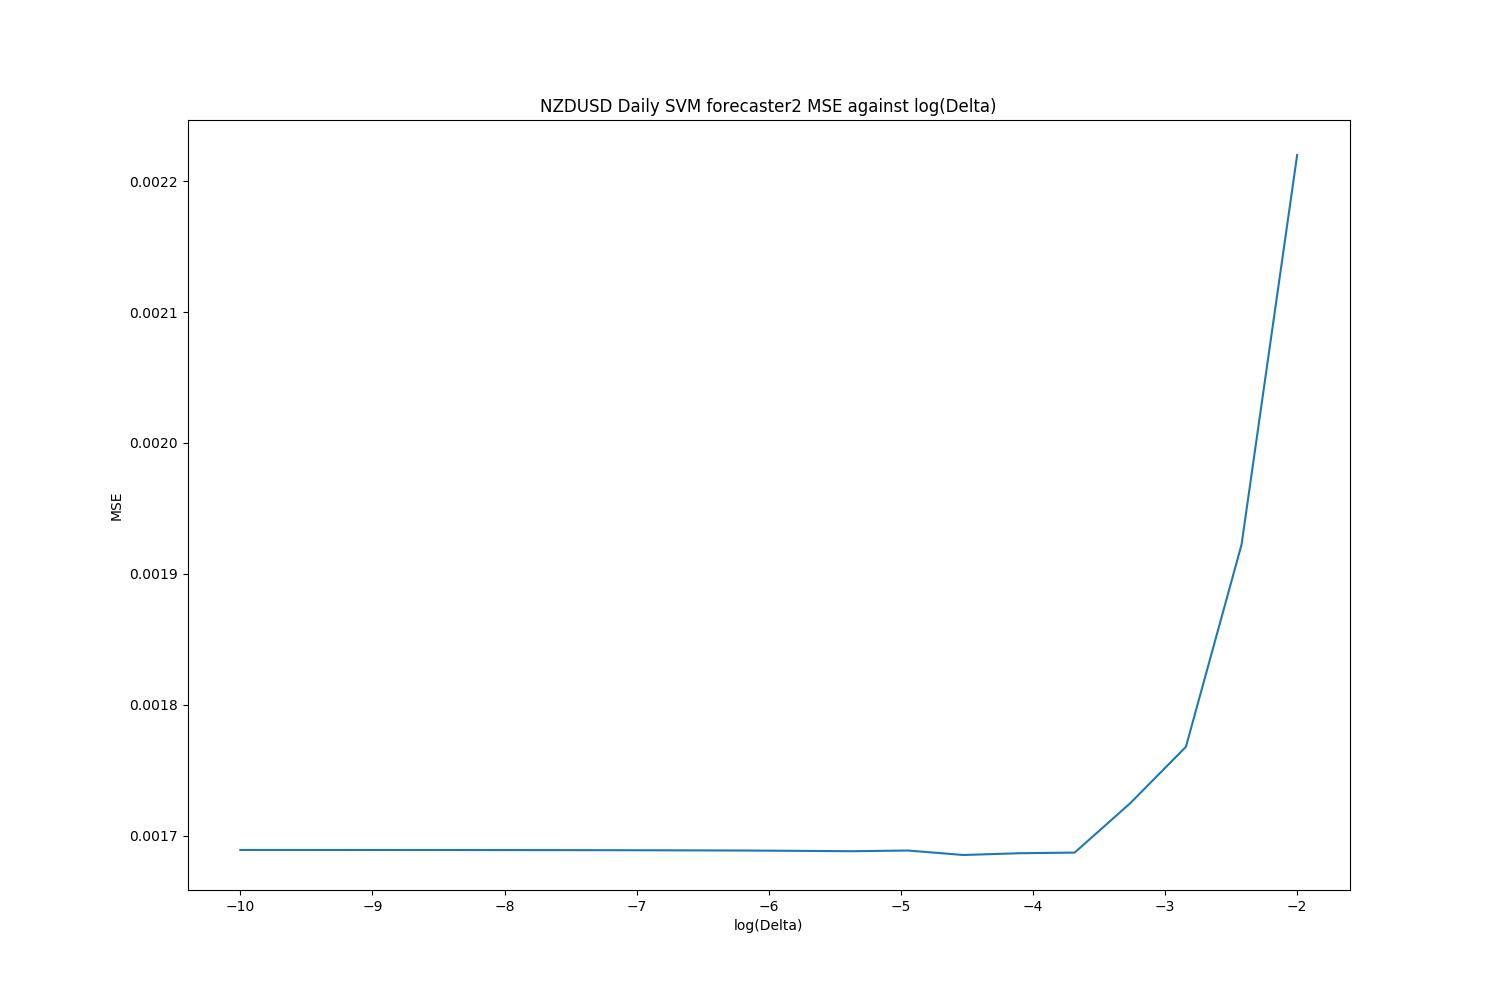 NZDUSD Daily SVM forecaster2 MSE against log(Delta)
0.0022
0.0021
0.0020
0.0019
0.0018
0.0017
MSE
−10 −9 −8 −7 −6 −5 −4 −3 −2
log(Delta)